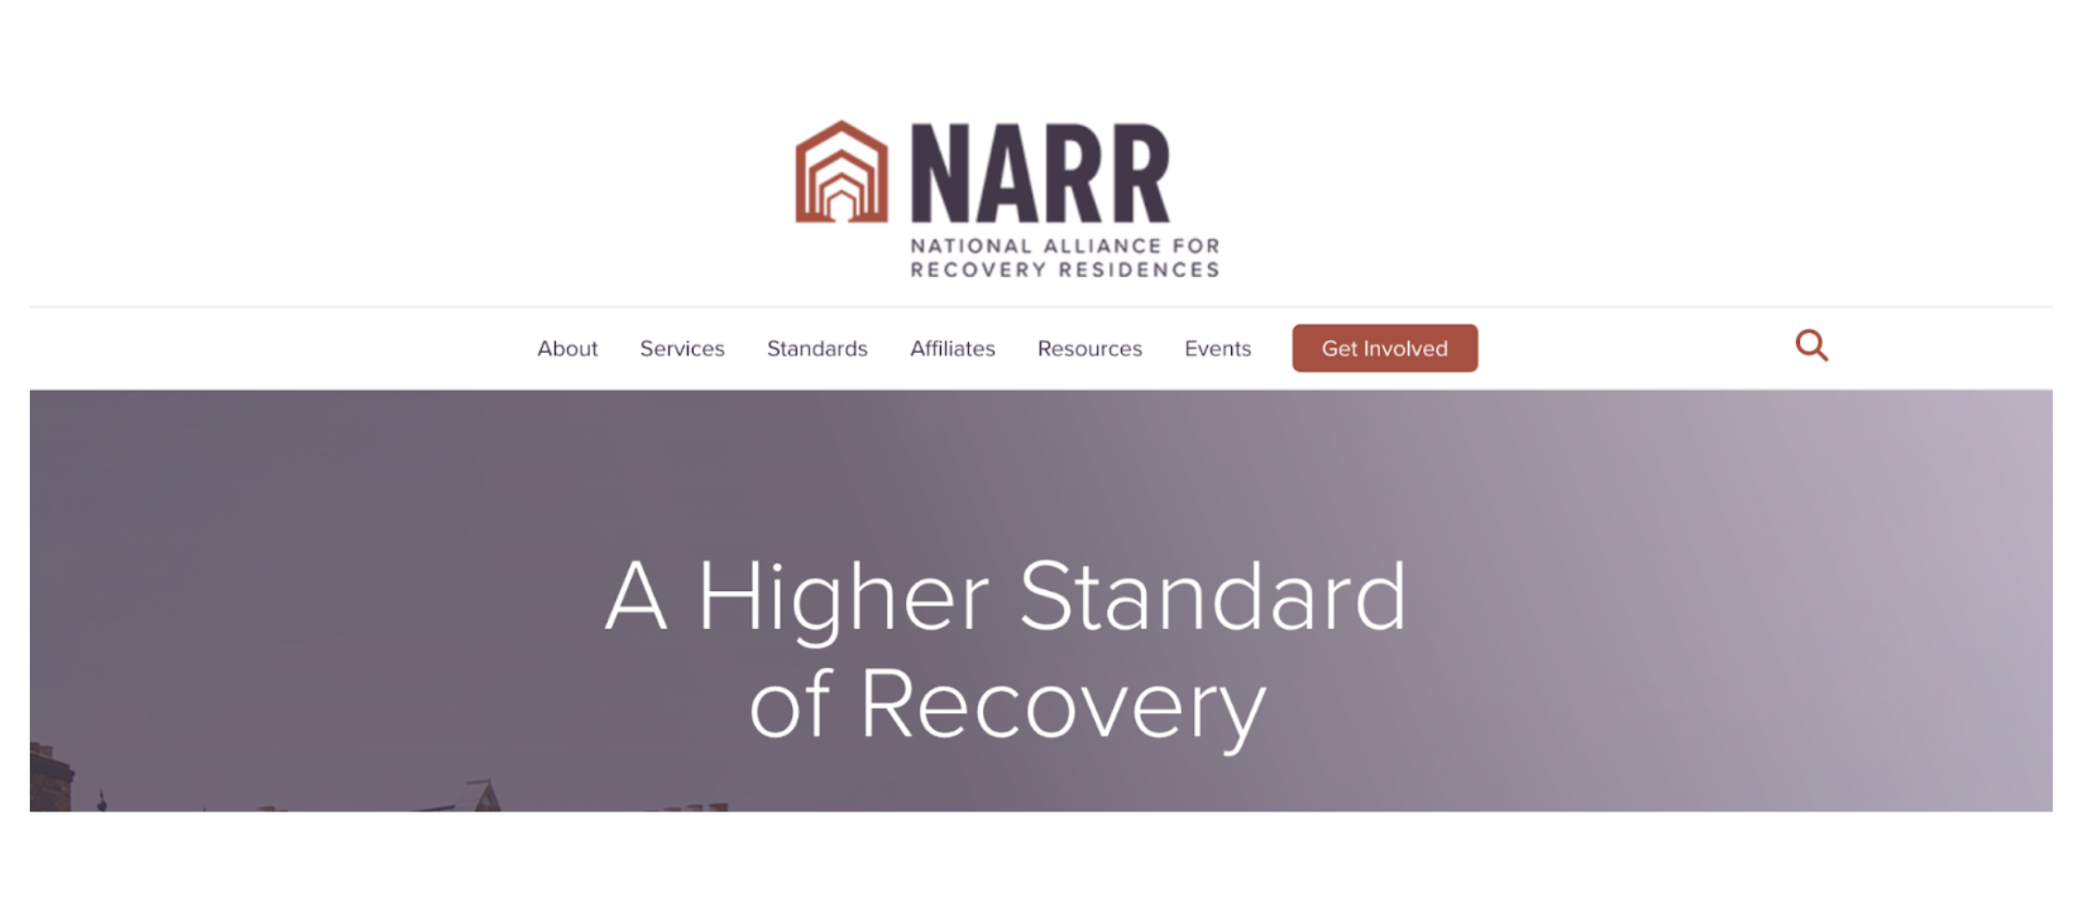 NARR
NATIONAL ALLIANCE FOR
RECOVERY RESIDENCES
About Services Standards Affiliates Resources Events Get Involved
A Higher Standard
of Recovery